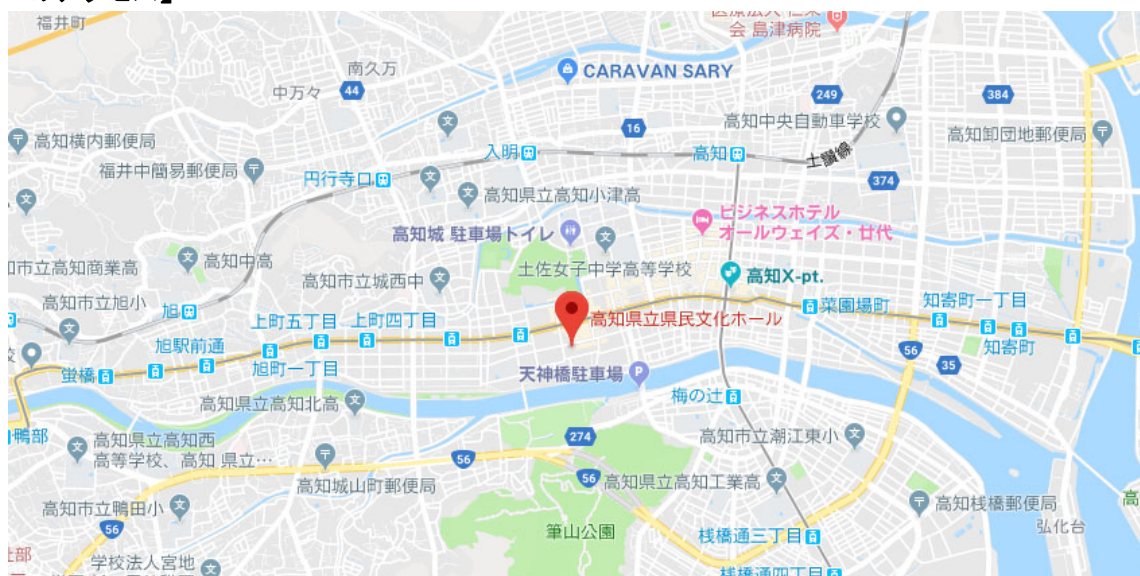 福井町
会 島津病院
南久万
CARAVAN SARY
中万々
44
249
384
高知横内郵便局
16
高知中央自動車学校
高知卸団地郵便局
入明
高知
土讃線
福井中簡易郵便局
円行寺口
374
高知県立高知小津高
ビジネスホテル
オールウェイズ・廿代
高知城 駐車場トイレ
市立高知商業高
高知中高
土佐女子中学高等学校
高知市立城西中
高知X-pt.
高知市立旭小
旭
上町五丁目
上町四丁目
高知県立県民文化ホール
菜園場町
知寄町一丁目
旭駅前通
旭町一丁目
知寄町
56
35
蛍橋
天神橋駐車場
P
梅の辻
高知県立高知北高
鴨部
高知県立高知西
高等学校、高知 県立…
274
高知市立潮江東小
56
高知城山町郵便局
56
高知県立高知工業高
高知市立鴨田小
56
筆山公園
高知桟橋郵便局
弘化台
高
桟橋通三丁目
学校法人宮地
桟橋通四丁目